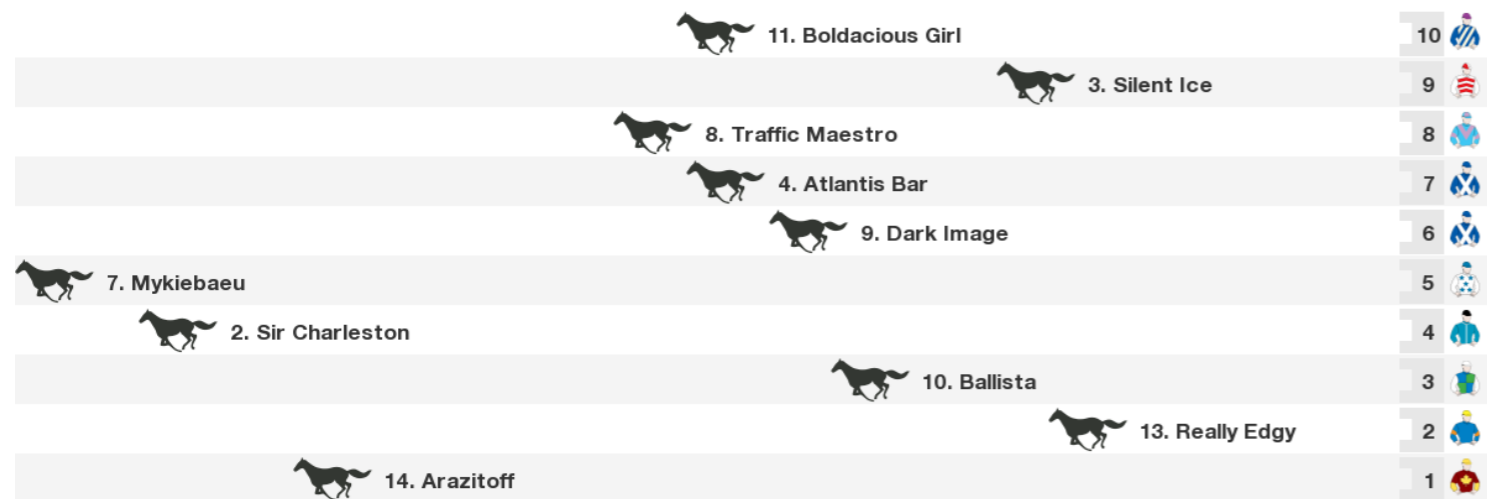 11. Boldacious Girl 10
3. Silent Ice 9
8. Traffic Maestro 8
4. Atlantis Bar 7
9. Dark Image 6
7. Mykiebaeu 5
2. Sir Charleston 4
10. Ballista 3
13. Really Edgy 2
14. Arazitoff 1